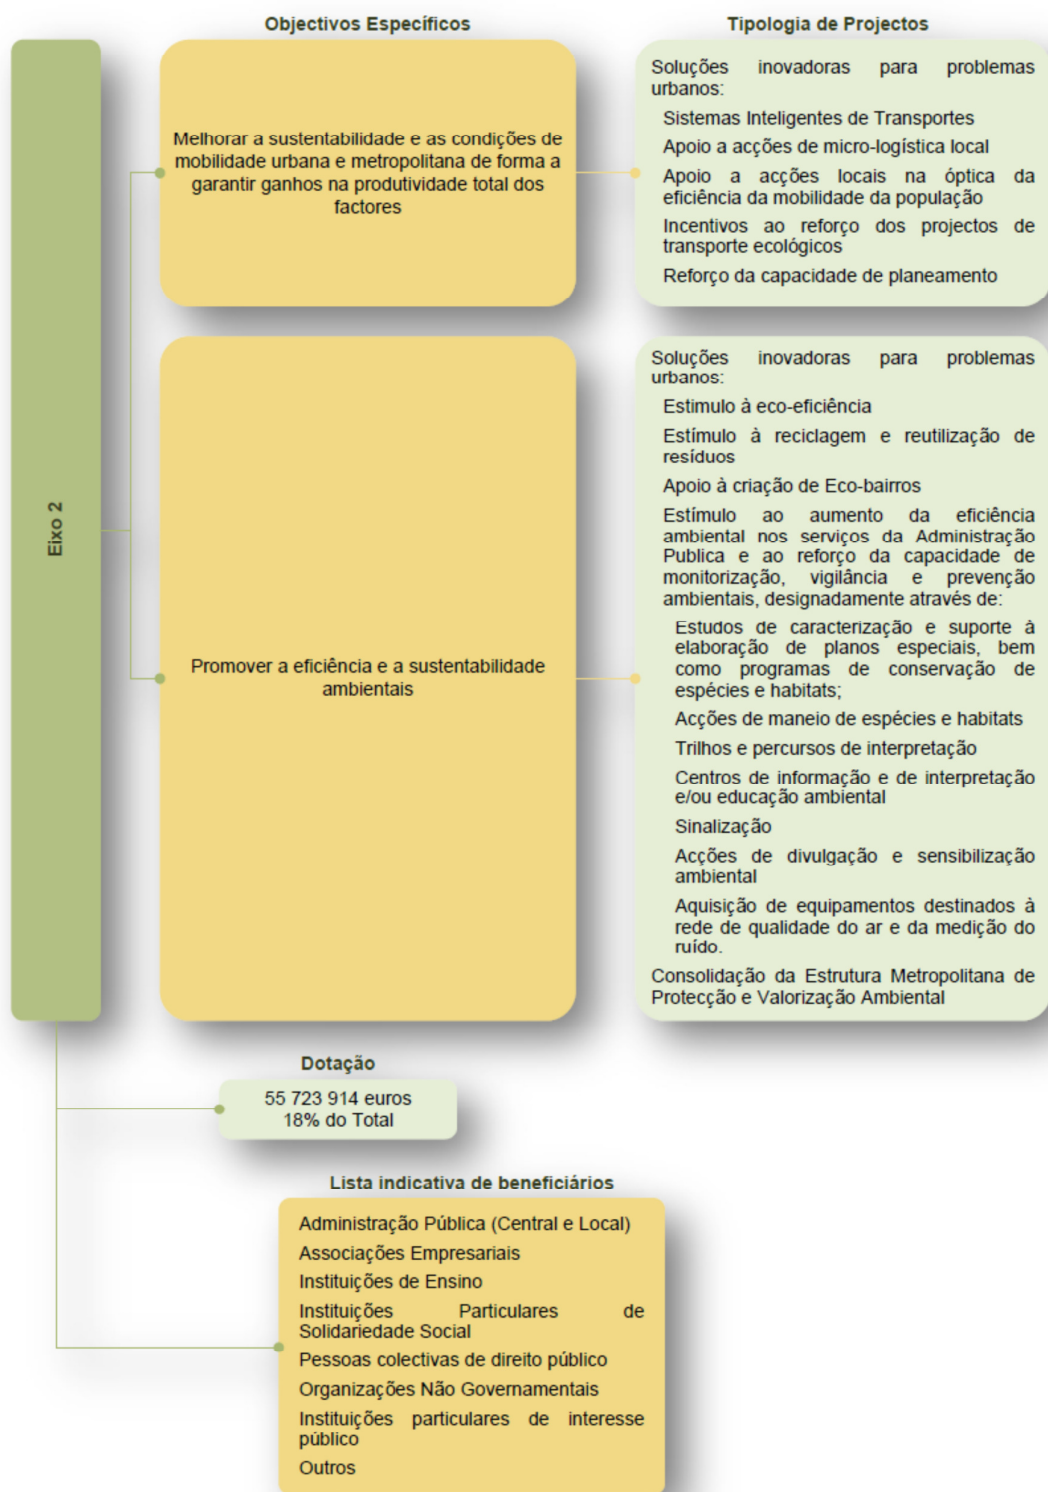 Objectivos Específicos
Tipologia de Projectos
Eixo 2
Melhorar a sustentabilidade e as condições de
mobilidade urbana e metropolitana de forma a
garantir ganhos na produtividade total dos
factores
Soluções inovadoras para problemas
urbanos:
Sistemas Inteligentes de Transportes
Apoio a acções de micro-logística local
Apoio a acções locais na óptica da
eficiência da mobilidade da população
Incentivos ao reforço dos projectos de
transporte ecológicos
Reforço da capacidade de planeamento
Promover a eficiência e a sustentabilidade
ambientais
Soluções inovadoras para problemas
urbanos:
Estimulo à eco-eficiência
Estímulo à reciclagem e reutilização de
resíduos
Apoio à criação de Eco-bairros
Estímulo ao aumento da eficiência
ambiental nos serviços da Administração
Publica e ao reforço da capacidade de
monitorização, vigilância e prevenção
ambientais, designadamente através de:
Estudos de caracterização e suporte à
elaboração de planos especiais, bem
como programas de conservação de
espécies e habitats;
Acções de maneio de espécies e habitats
Trilhos e percursos de interpretação
Centros de informação e de interpretação
e/ou educação ambiental
Sinalização
Acções de divulgação e sensibilização
ambiental
Aquisição de equipamentos destinados à
rede de qualidade do ar e da medição do
ruído.
Consolidação da Estrutura Metropolitana de
Protecção e Valorização Ambiental
Dotação
55 723 914 euros
18% do Total
Lista indicativa de beneficiários
Administração Pública (Central e Local)
Associações Empresariais
Instituições de Ensino
Instituições Particulares de
Solidariedade Social
Pessoas colectivas de direito público
Organizações Não Governamentais
Instituições particulares de interesse
público
Outros